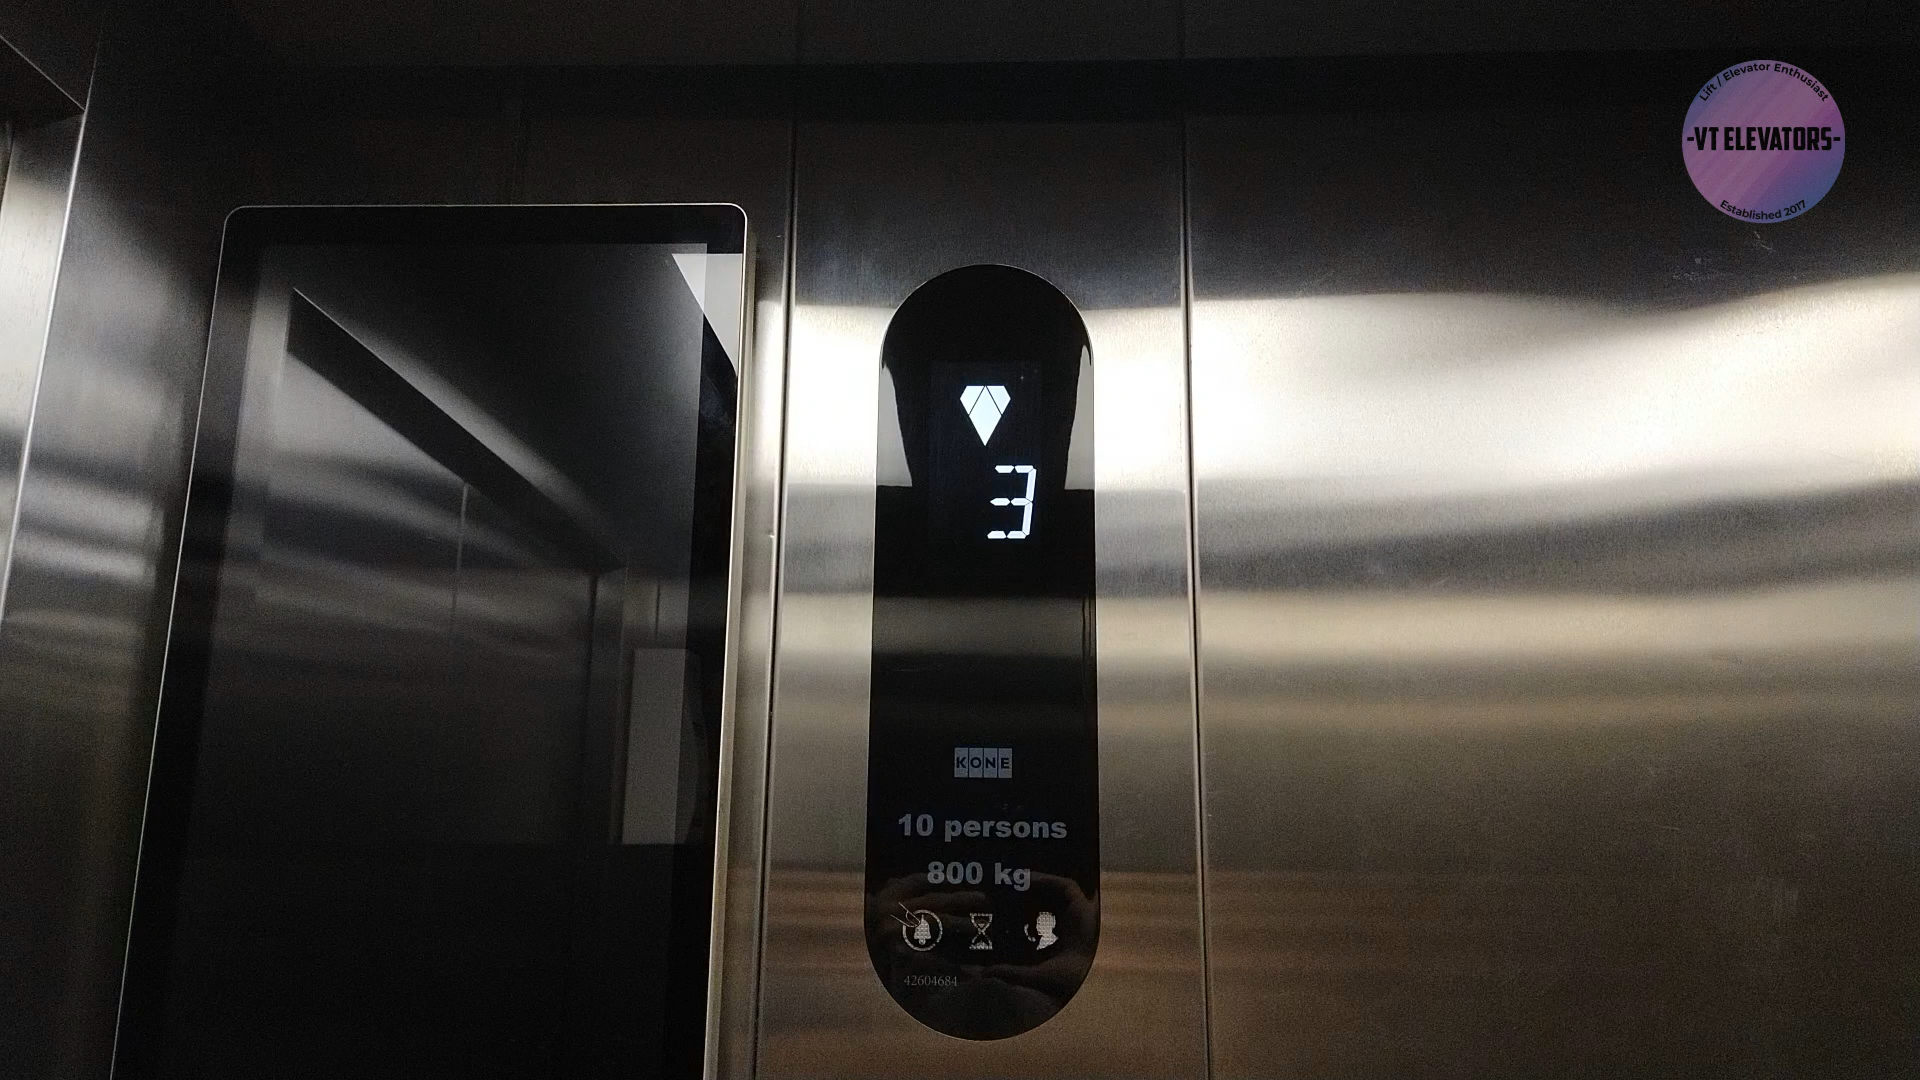 Lift / Elevator Enthusiast
-VT ELEVATORS-
Established 2017
3
KONE
10 persons
800 kg
42604684